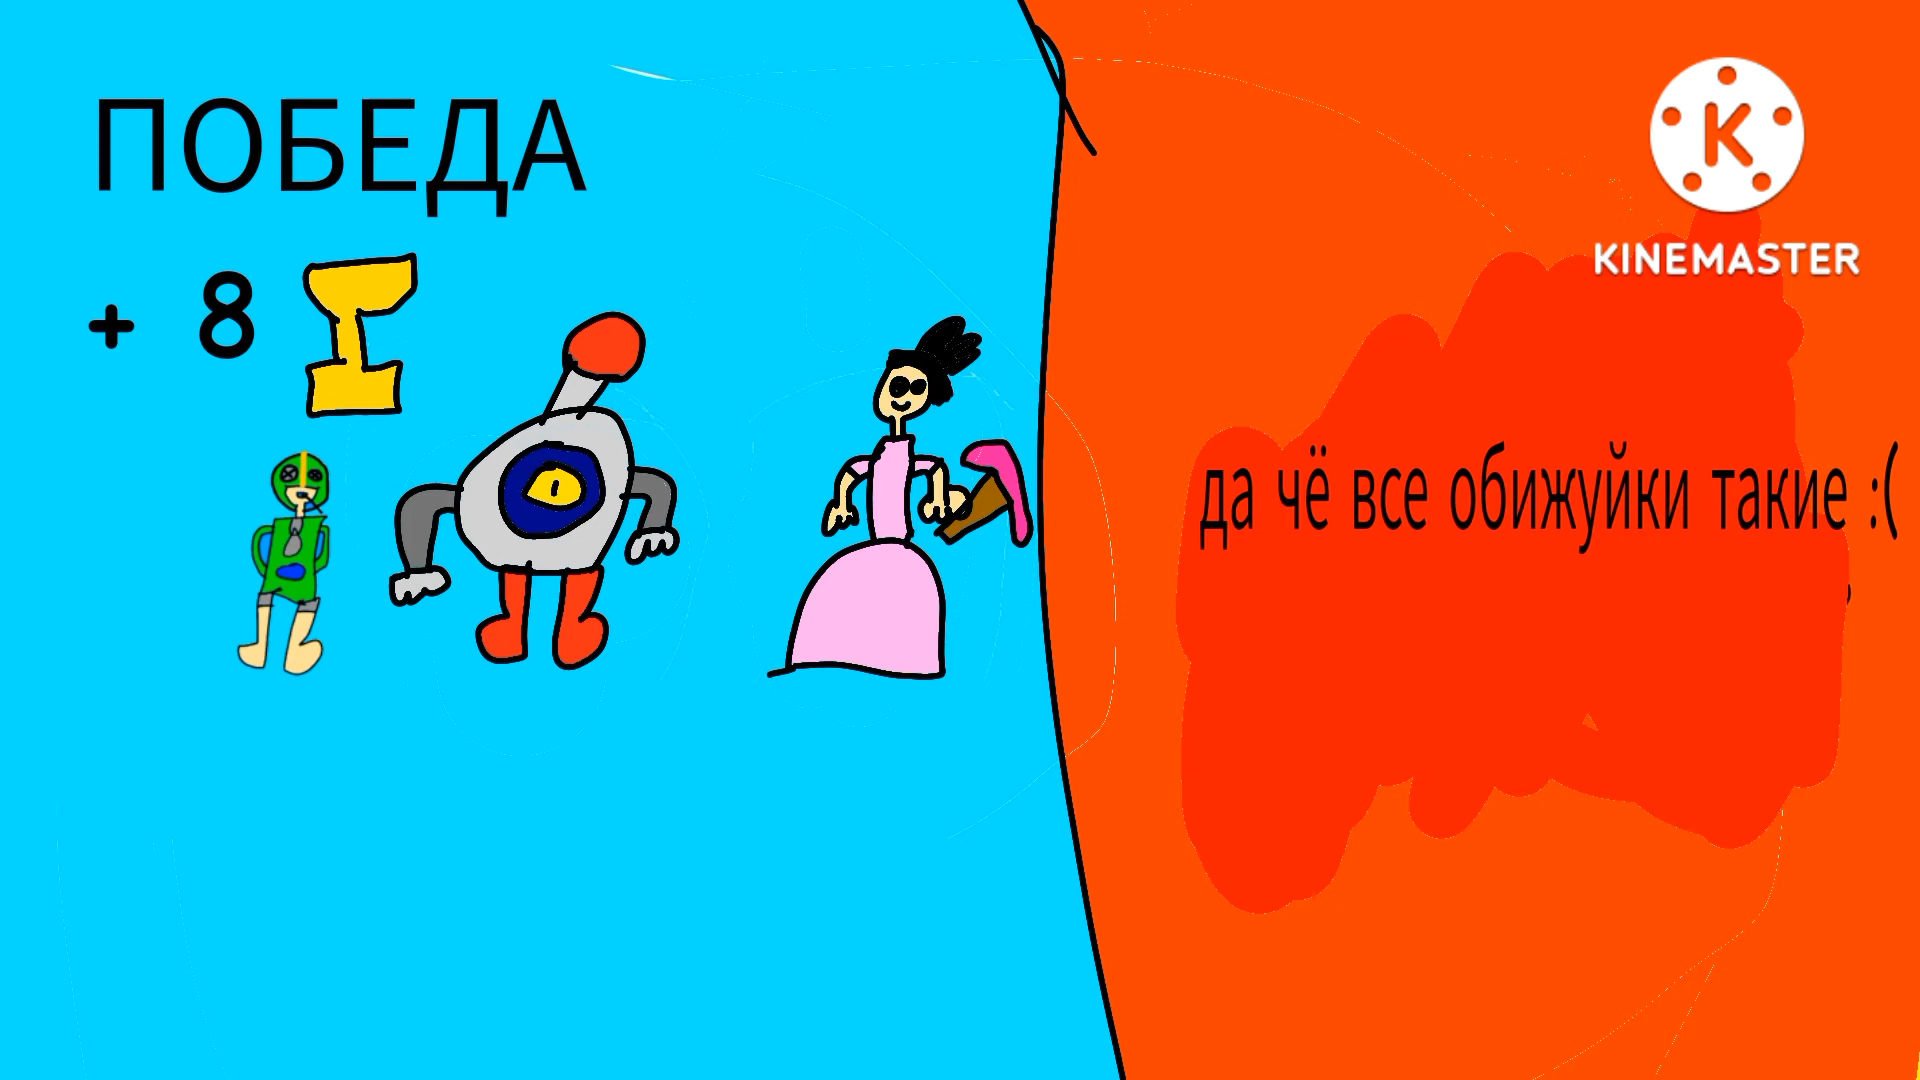 ПОБЕДА
+ 8
KINEMASTER
да чё все обижуйки такие :(